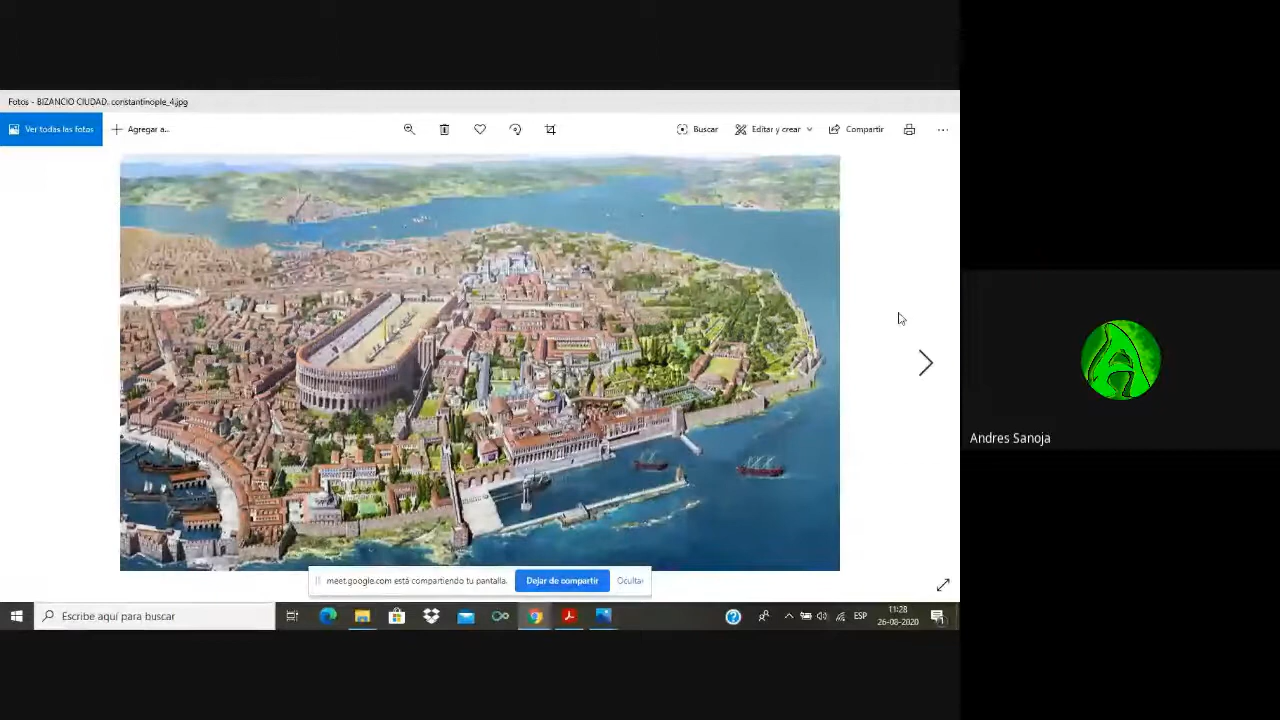 Fotos - BIZANCIO CIUDAD. constantinople_4.jpg
Ver todas las fotos
Agregar a...
Buscar
Editar y crear
Compartir
Andres Sanoja
meet.google.com está compartiendo tu pantalla.
Dejar de compartir
Ocultar
Escribe aquí para buscar
ESP
11:28
26-08-2020